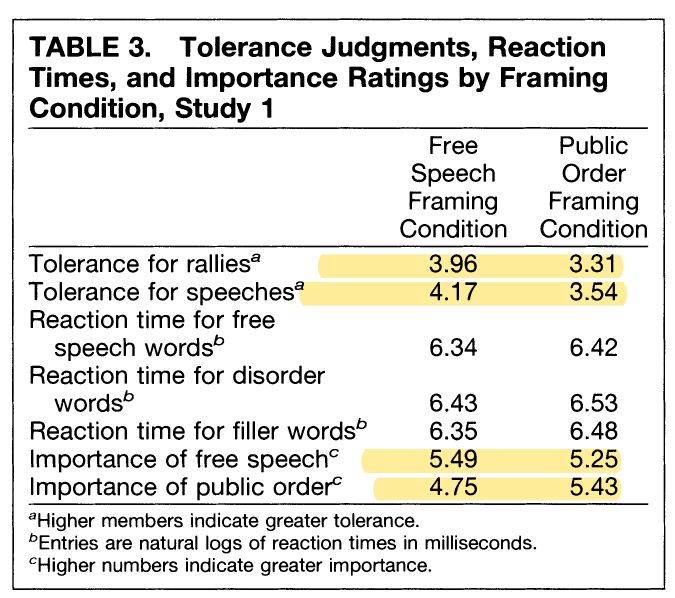 TABLE 3. Tolerance Judgments, Reaction
Times, and Importance Ratings by Framing
Condition, Study 1
Free Speech Framing Condition Public Order Framing Condition
Tolerance for rallies^a 3.96 3.31
Tolerance for speeches^a 4.17 3.54
Reaction time for free
speech words^b 6.34 6.42
Reaction time for disorder
words^b 6.43 6.53
Reaction time for filler words^b 6.35 6.48
Importance of free speech^c 5.49 5.25
Importance of public order^c 4.75 5.43
^aHigher members indicate greater tolerance.
^bEntries are natural logs of reaction times in milliseconds.
^cHigher numbers indicate greater importance.